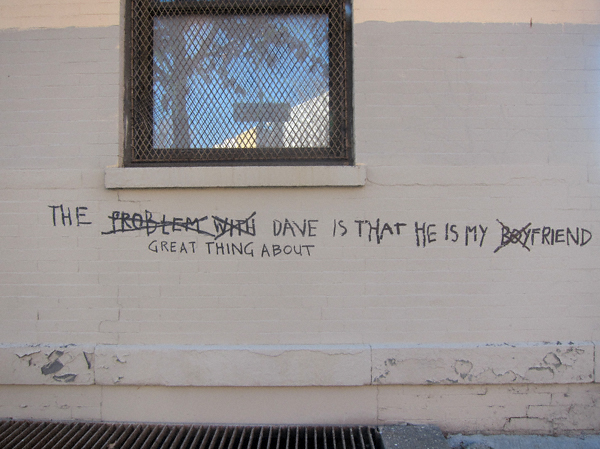 THE PROBLEM WITH DAVE IS THAT HE IS MY BOYFRIEND
GREAT THING ABOUT